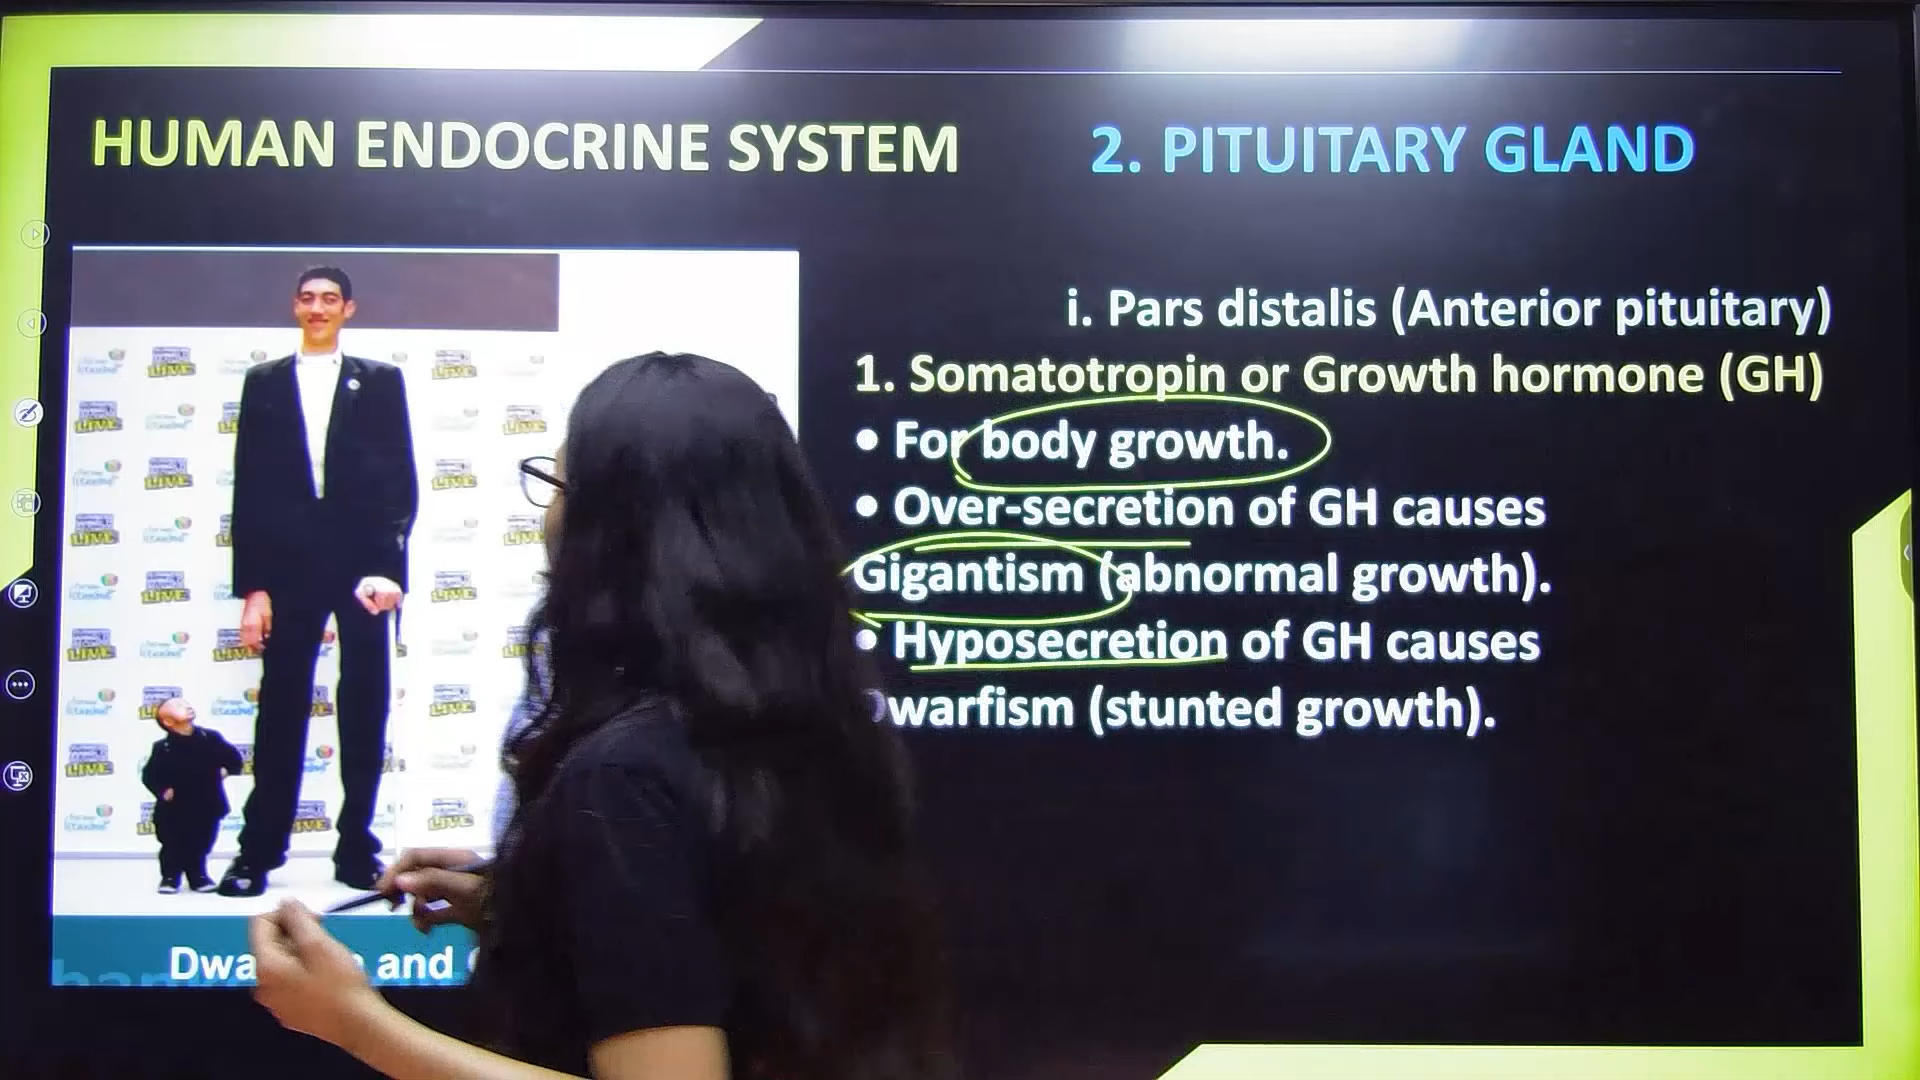 HUMAN ENDOCRINE SYSTEM
2. PITUITARY GLAND
i. Pars distalis (Anterior pituitary)
1. Somatotropin or Growth hormone (GH)
• For body growth.
• Over-secretion of GH causes
Gigantism (abnormal growth).
• Hyposecretion of GH causes
warfism (stunted growth).
LIVE
Dwa and